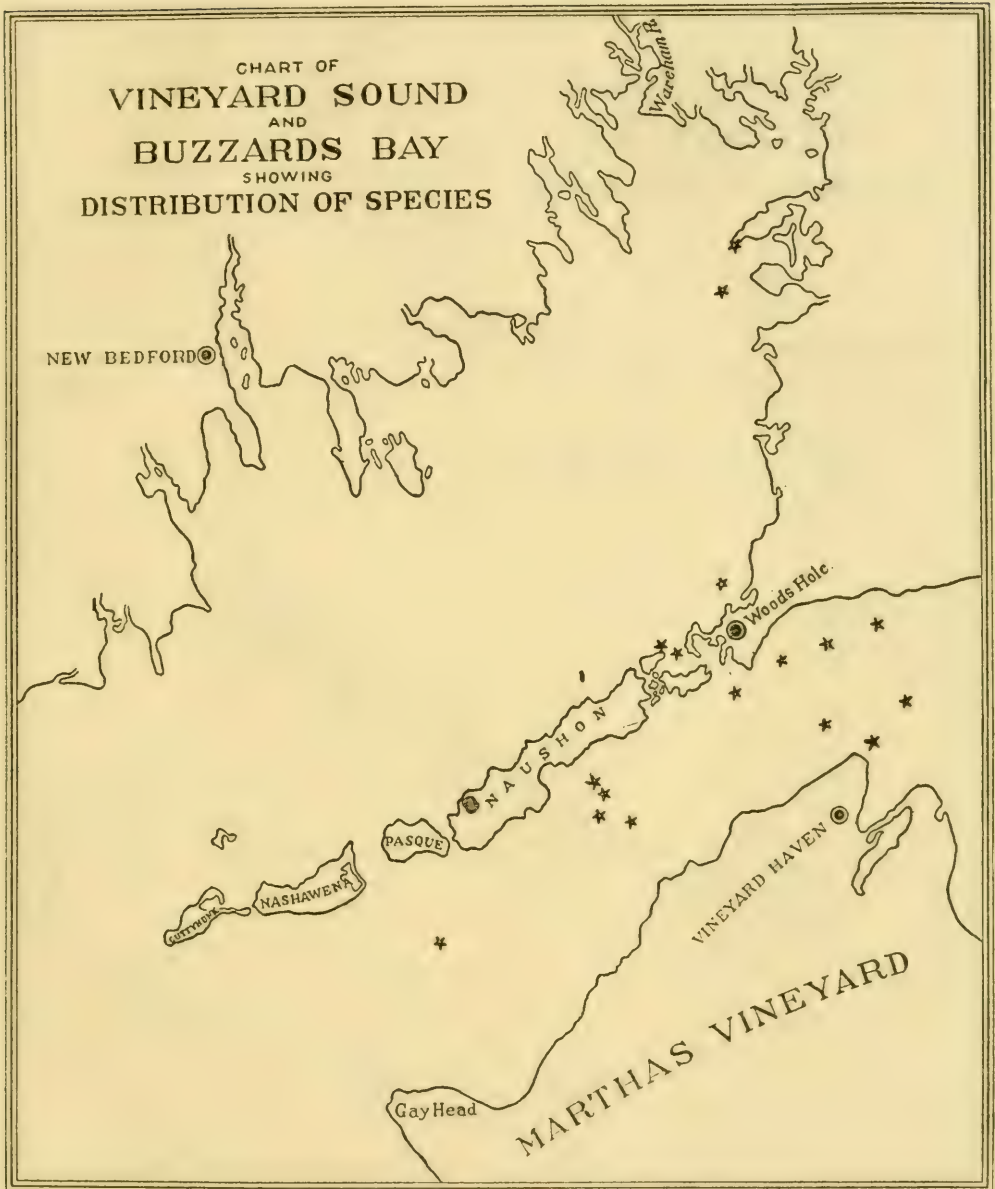 CHART OF
VINEYARD SOUND
AND
BUZZARDS BAY
SHOWING
DISTRIBUTION OF SPECIES
Wareham R.
NEW BEDFORD
Woods Hole.
NAUSHON
PASQUE
NASHAWENA
CUTTYHUNK
VINEYARD HAVEN
MARTHAS VINEYARD
Gay Head